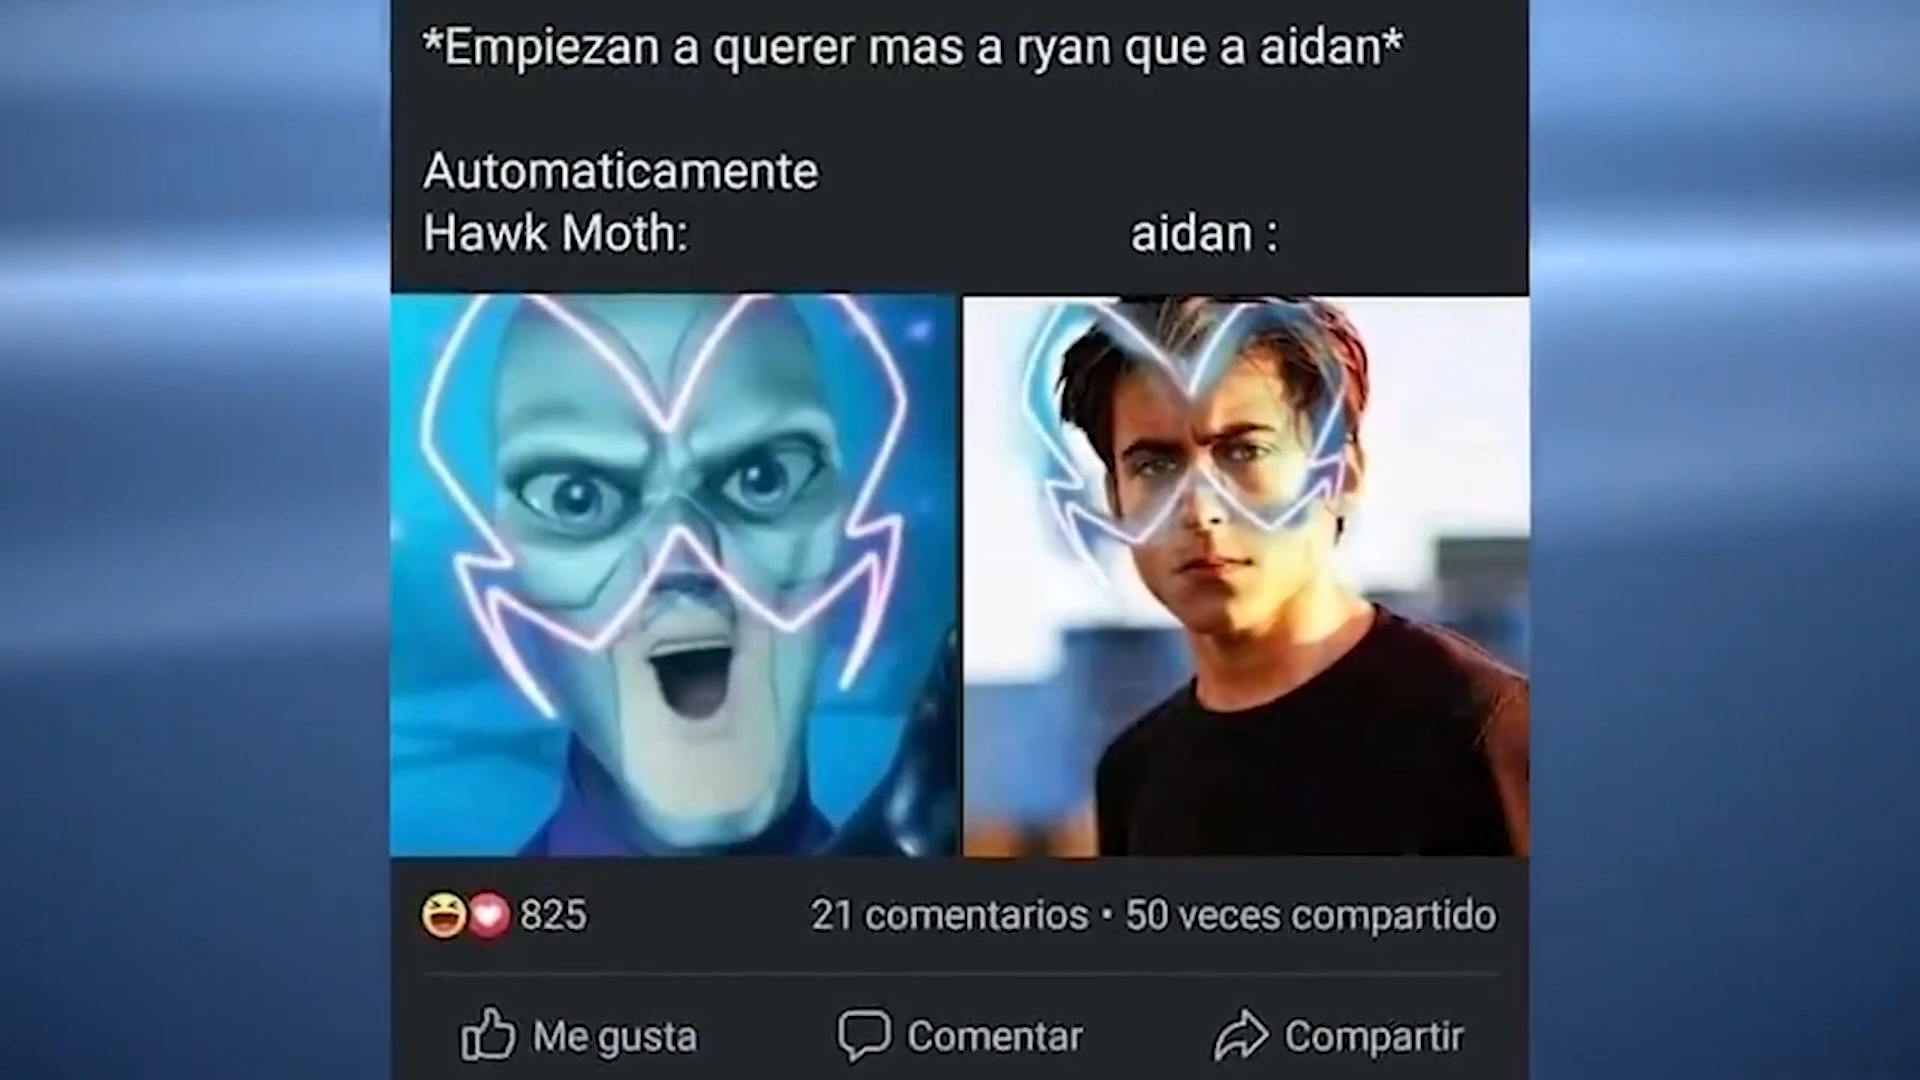 *Empiezan a querer mas a ryan que a aidan*
Automaticamente
Hawk Moth: aidan :
825 21 comentarios • 50 veces compartido
Me gusta Comentar Compartir